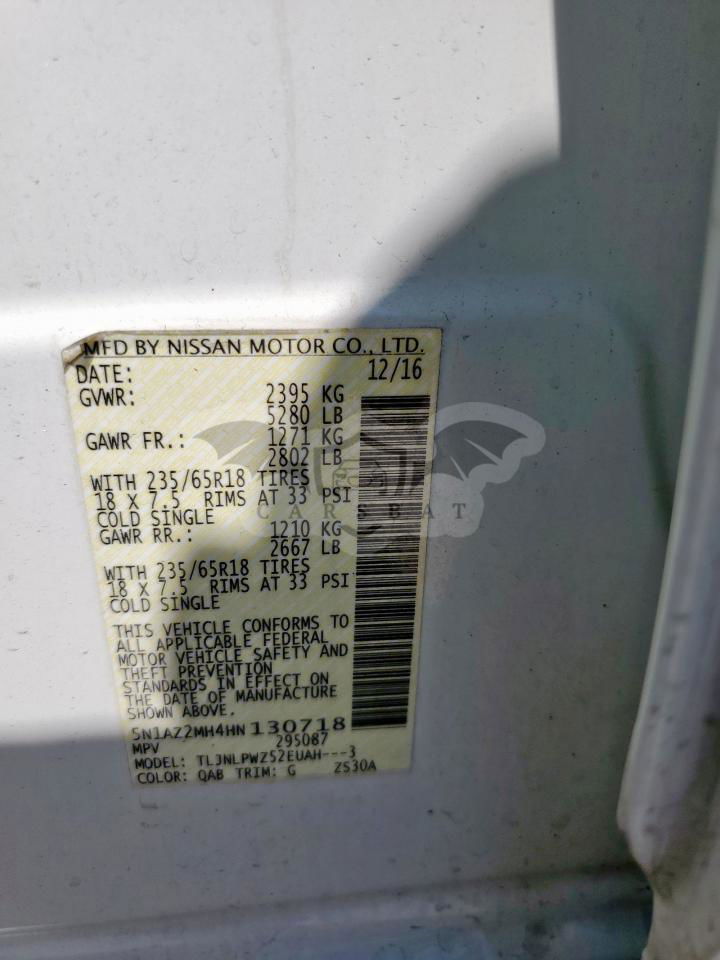 MFD BY NISSAN MOTOR CO., LTD.
DATE: 12/16
GVWR: 2395 KG
5280 LB
GAWR FR.: 1271 KG
2802 LB
WITH 235/65R18 TIRES
18 X 7.5 RIMS AT 33 PSI
COLD SINGLE
GAWR RR.: 1210 KG
2667 LB
WITH 235/65R18 TIRES
18 X 7.5 RIMS AT 33 PSI
COLD SINGLE
THIS VEHICLE CONFORMS TO
ALL APPLICABLE FEDERAL
MOTOR VEHICLE SAFETY AND
THEFT PREVENTION
STANDARDS IN EFFECT ON
THE DATE OF MANUFACTURE
SHOWN ABOVE.
5N1AZ2MH4HN130718
MPV 295087
MODEL: TL3NLPWZ52EUAH---3
COLOR: QAB TRIM: G ZS30A
CARSBAT